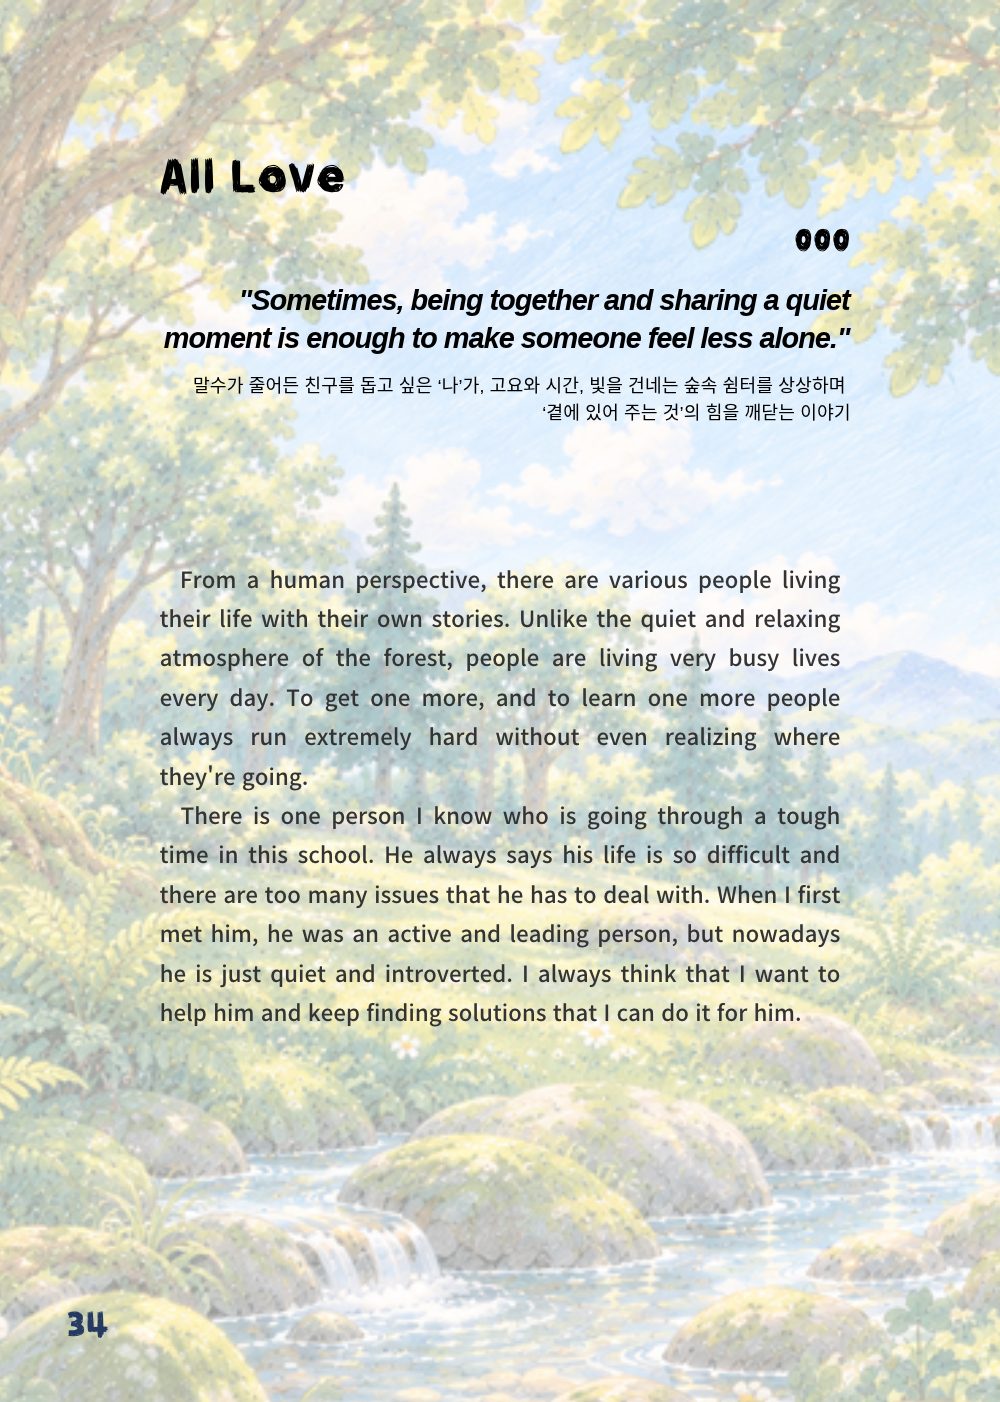 All Love
000
"Sometimes, being together and sharing a quiet
moment is enough to make someone feel less alone."
말수가 줄어든 친구를 돕고 싶은 ‘나’가, 고요와 시간, 빛을 건네는 숲속 쉼터를 상상하며
‘곁에 있어 주는 것’의 힘을 깨닫는 이야기
From a human perspective, there are various people living
their life with their own stories. Unlike the quiet and relaxing
atmosphere of the forest, people are living very busy lives
every day. To get one more, and to learn one more people
always run extremely hard without even realizing where
they're going.
There is one person I know who is going through a tough
time in this school. He always says his life is so difficult and
there are too many issues that he has to deal with. When I first
met him, he was an active and leading person, but nowadays
he is just quiet and introverted. I always think that I want to
help him and keep finding solutions that I can do it for him.
34